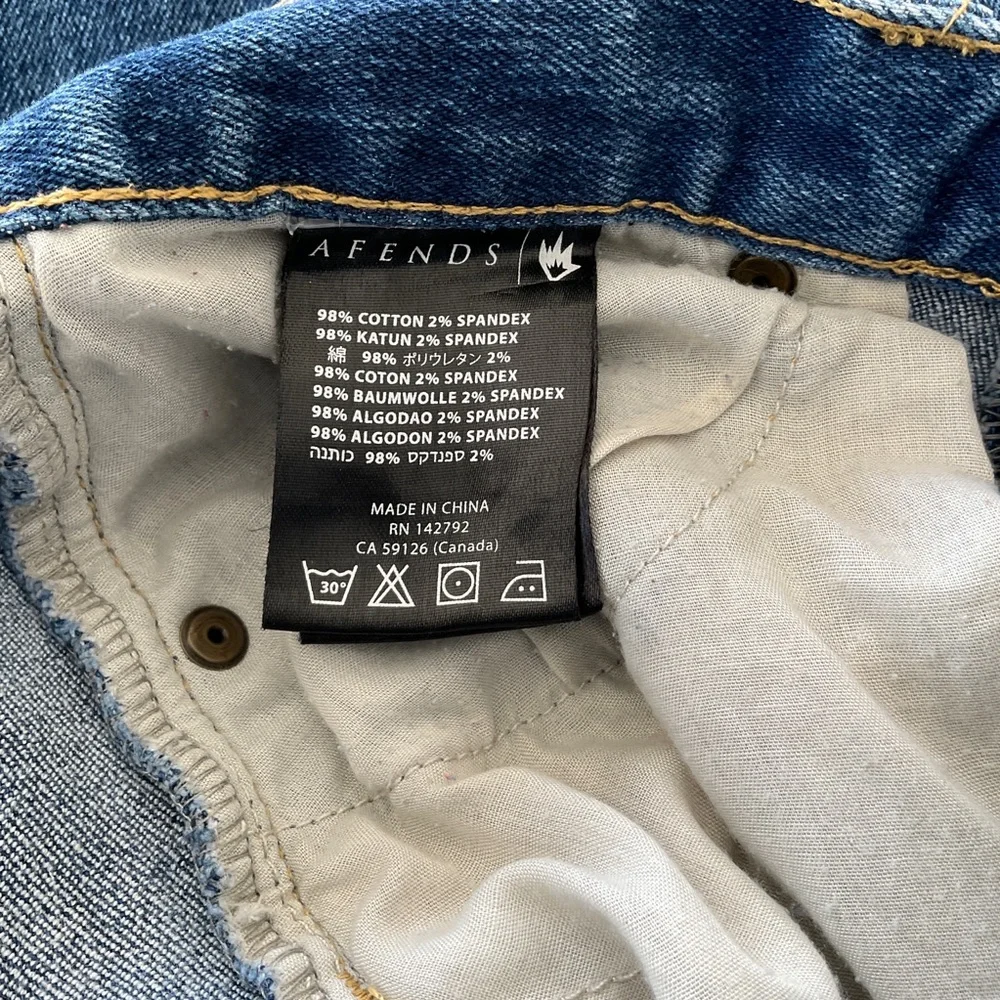 AFENDS
98% COTTON 2% SPANDEX
98% KATUN 2% SPANDEX
綿 98% ポリウレタン 2%
98% COTON 2% SPANDEX
98% BAUMWOLLE 2% SPANDEX
98% ALGODAO 2% SPANDEX
98% ALGODON 2% SPANDEX
כותנה 98% ספנדקס 2%
MADE IN CHINA
RN 142792
CA 59126 (Canada)
30°